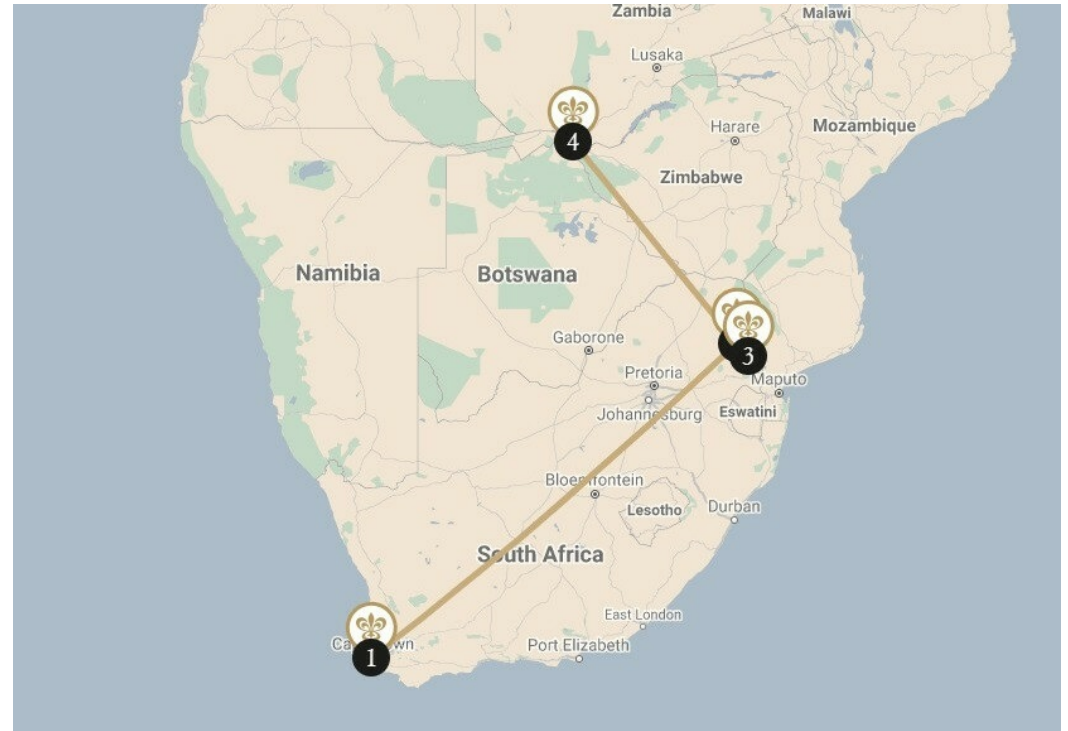 Zambia
Malawi
Lusaka
4
Harare
Mozambique
Zimbabwe
Namibia
Botswana
Gaborone
3
Pretoria
Maputo
Johannesburg
Eswatini
Bloemfontein
Lesotho
Durban
South Africa
East London
Port Elizabeth
1